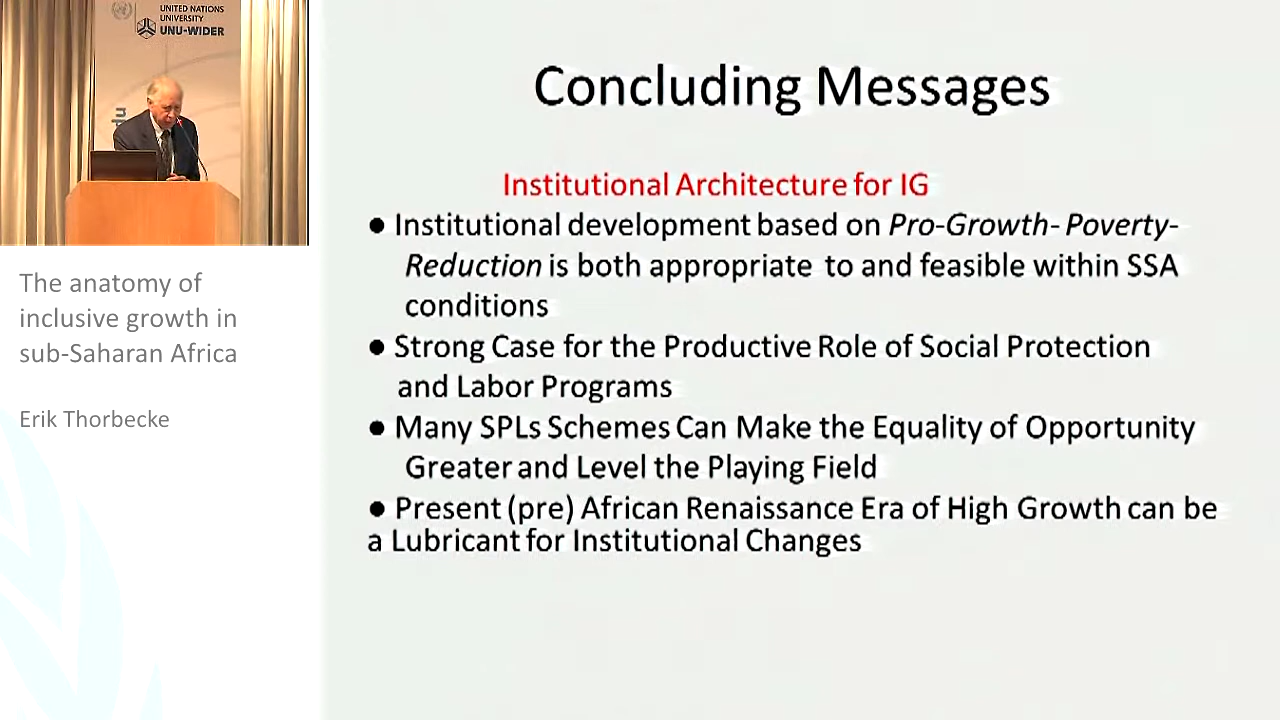 UNITED NATIONS
UNIVERSITY
UNU-WIDER
The anatomy of
inclusive growth in
sub-Saharan Africa
Erik Thorbecke
Concluding Messages
Institutional Architecture for IG
● Institutional development based on Pro-Growth- Poverty-
Reduction is both appropriate to and feasible within SSA
conditions
● Strong Case for the Productive Role of Social Protection
and Labor Programs
● Many SPLs Schemes Can Make the Equality of Opportunity
Greater and Level the Playing Field
● Present (pre) African Renaissance Era of High Growth can be
a Lubricant for Institutional Changes